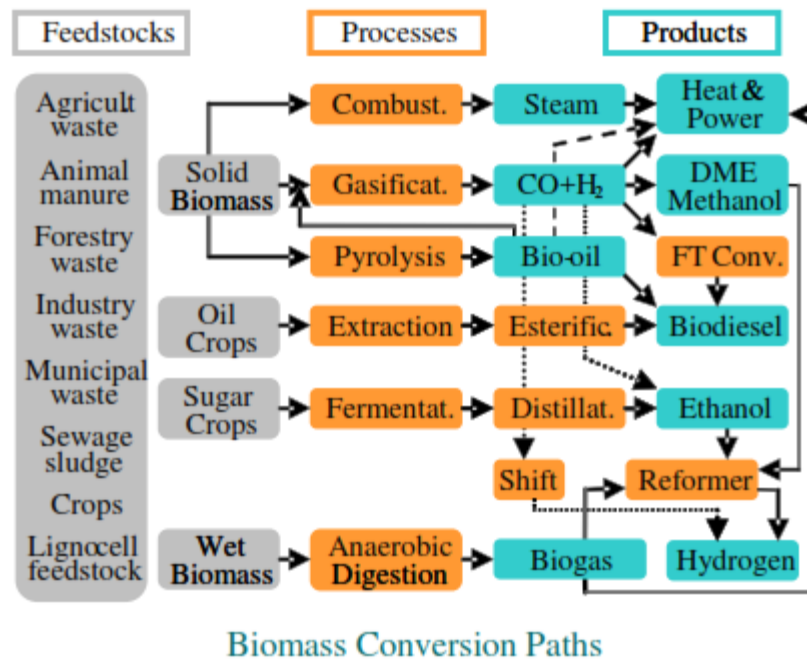 Feedstocks
Processes
Products
Agricult.
waste
Animal
manure
Forestry
waste
Industry
waste
Municipal
waste
Sewage
sludge
Crops
Lignocell
feedstock
Solid
Biomass
Oil
Crops
Sugar
Crops
Wet
Biomass
Combust.
Gasificat.
Pyrolysis
Extraction
Fermentat.
Anaerobic
Digestion
Steam
CO+H₂
Bio-oil
Esterific.
Distillat.
Shift
Biogas
Heat &
Power
DME
Methanol
FT Conv.
Biodiesel
Ethanol
Reformer
Hydrogen
Biomass Conversion Paths